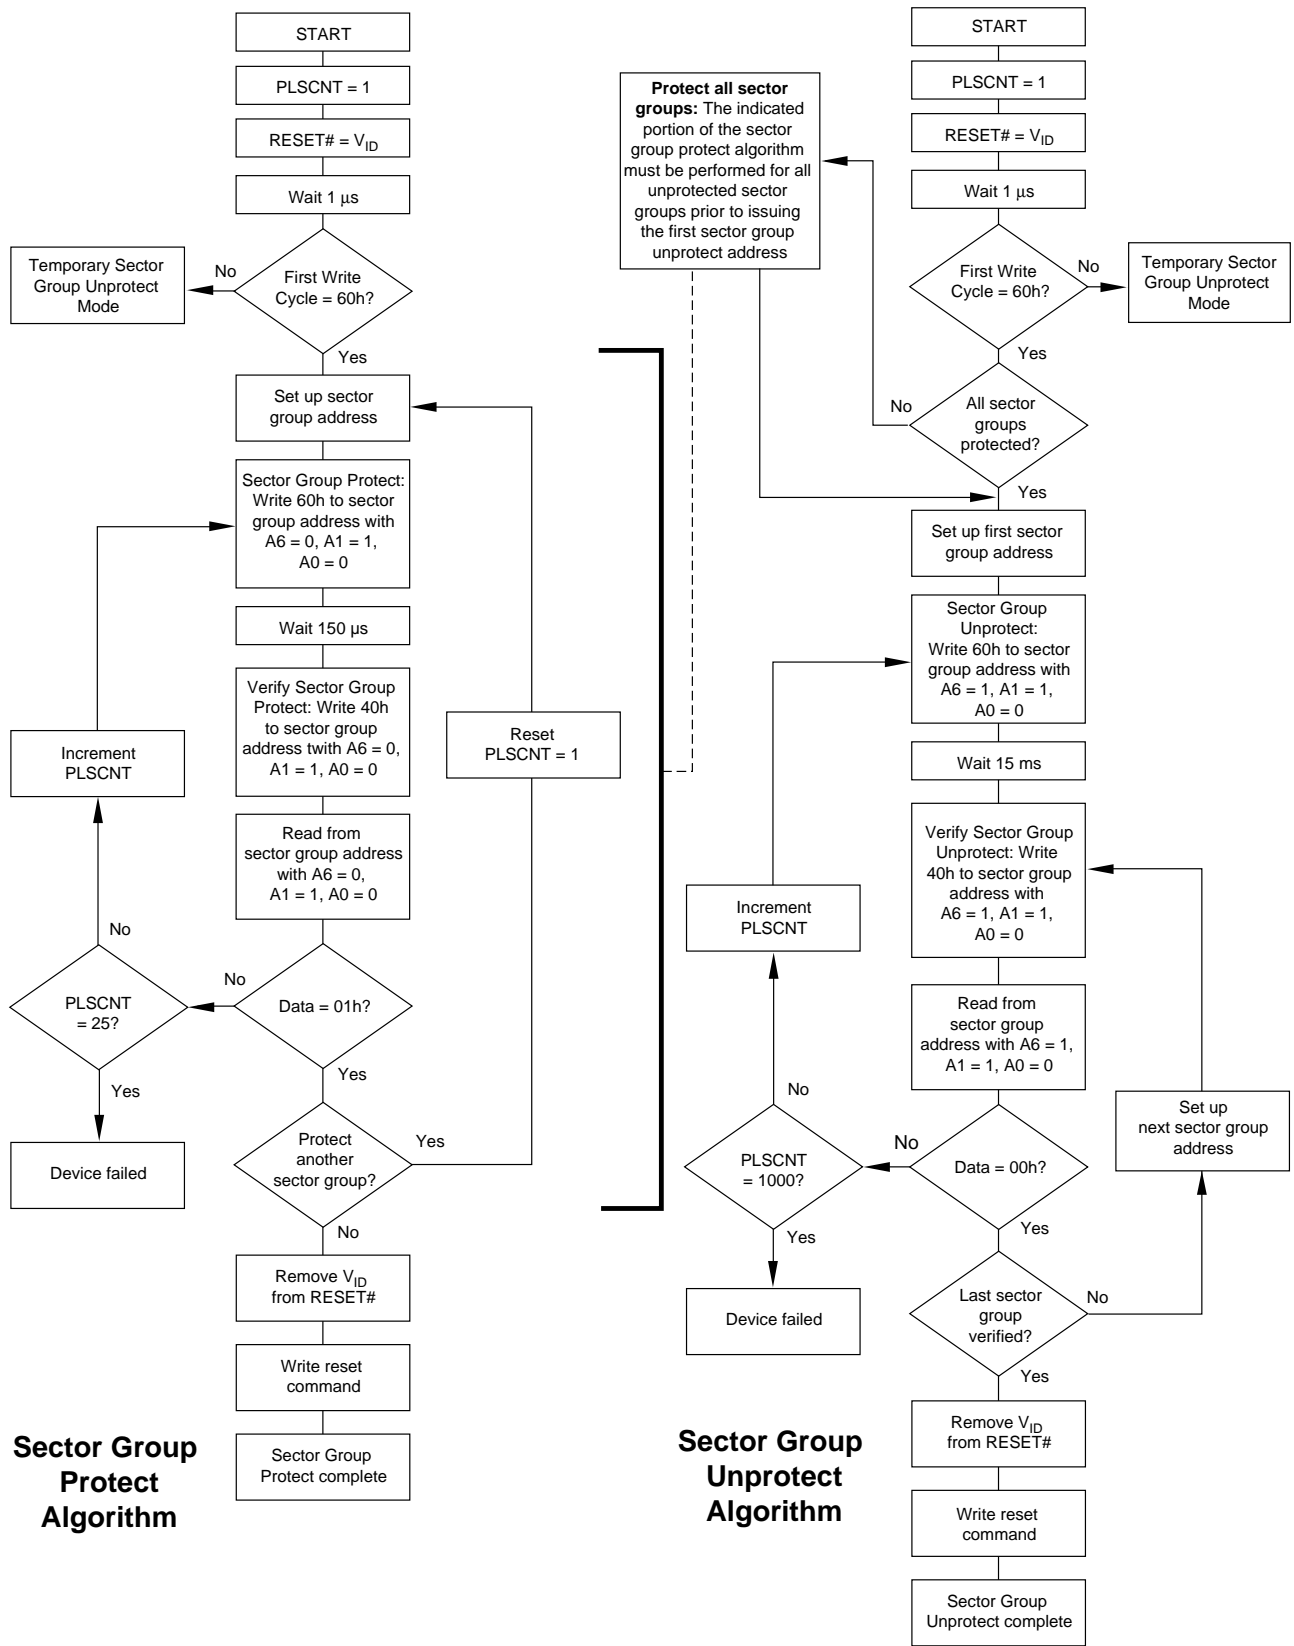 START
PLSCNT = 1
RESET# = VID
Wait 1 μs
First Write
Cycle = 60h?
No
Temporary Sector
Group Unprotect
Mode
Yes
Set up sector
group address
Sector Group Protect:
Write 60h to sector
group address with
A6 = 0, A1 = 1,
A0 = 0
Wait 150 µs
Verify Sector Group
Protect: Write 40h
to sector group
address twith A6 = 0,
A1 = 1, A0 = 0
Read from
sector group address
with A6 = 0,
A1 = 1, A0 = 0
Data = 01h?
No
PLSCNT
= 25?
No
Increment
PLSCNT
Yes
Device failed
Yes
Protect
another
sector group?
Yes
Reset
PLSCNT = 1
No
Remove VID
from RESET#
Write reset
command
Sector Group
Protect complete
Sector Group
Protect
Algorithm
Protect all sector
groups: The indicated
portion of the sector
group protect algorithm
must be performed for all
unprotected sector
groups prior to issuing
the first sector group
unprotect address
START
PLSCNT = 1
RESET# = VID
Wait 1 μs
First Write
Cycle = 60h?
No
Temporary Sector
Group Unprotect
Mode
Yes
All sector
groups
protected?
No
Yes
Set up first sector
group address
Sector Group
Unprotect:
Write 60h to sector
group address with
A6 = 1, A1 = 1,
A0 = 0
Wait 15 ms
Verify Sector Group
Unprotect: Write
40h to sector group
address with
A6 = 1, A1 = 1,
A0 = 0
Read from
sector group
address with A6 = 1,
A1 = 1, A0 = 0
Data = 00h?
No
PLSCNT
= 1000?
No
Increment
PLSCNT
Yes
Device failed
Yes
Last sector
group
verified?
No
Set up
next sector group
address
Yes
Remove VID
from RESET#
Write reset
command
Sector Group
Unprotect complete
Sector Group
Unprotect
Algorithm